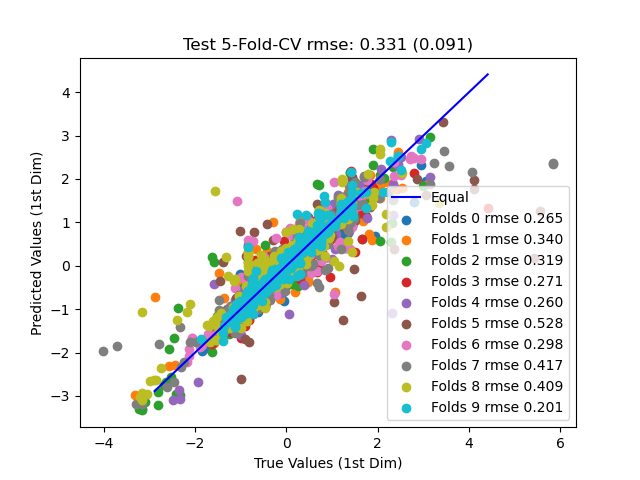 Test 5-Fold-CV rmse: 0.331 (0.091)
Predicted Values (1st Dim)
4
3
2
1
0
−1
−2
−3
−4
−2
0
2
4
6
True Values (1st Dim)
Equal
Folds 0 rmse 0.265
Folds 1 rmse 0.340
Folds 2 rmse 0.319
Folds 3 rmse 0.271
Folds 4 rmse 0.260
Folds 5 rmse 0.528
Folds 6 rmse 0.298
Folds 7 rmse 0.417
Folds 8 rmse 0.409
Folds 9 rmse 0.201